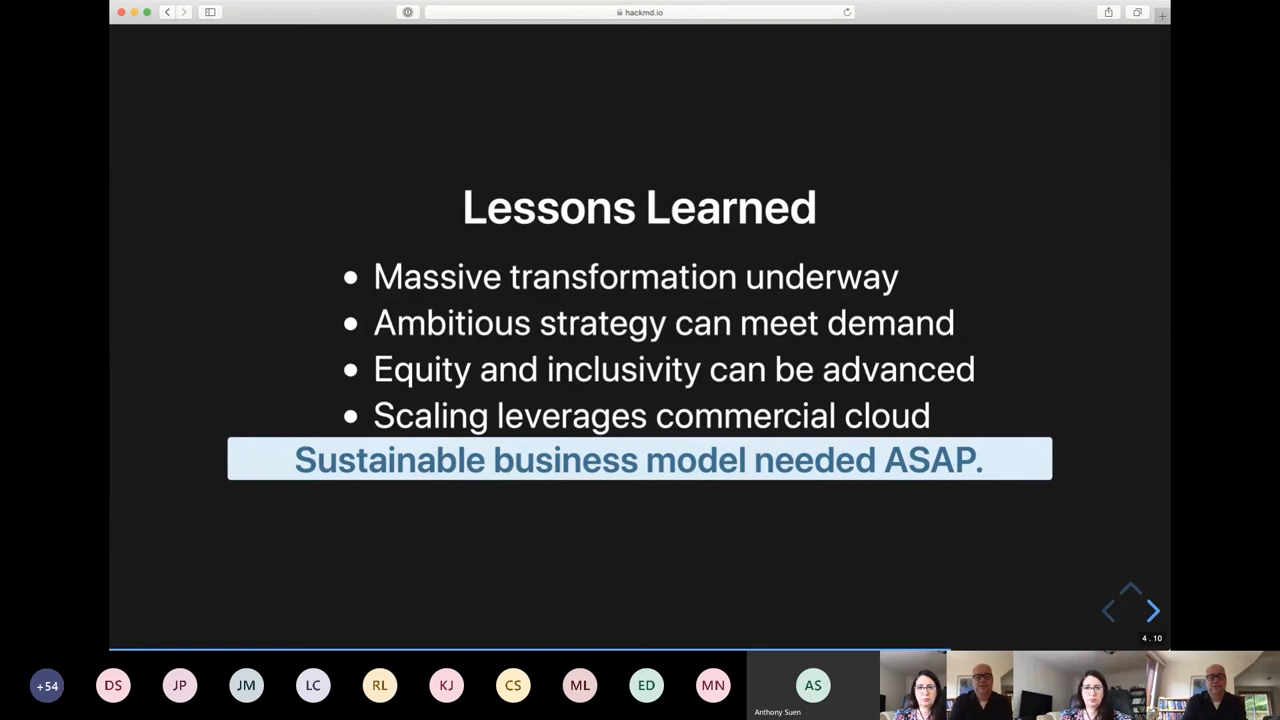 hackmd.io
Lessons Learned
• Massive transformation underway
• Ambitious strategy can meet demand
• Equity and inclusivity can be advanced
• Scaling leverages commercial cloud
Sustainable business model needed ASAP.
4 . 10
+54 DS JP JM LC RL KJ CS ML ED MN AS
Anthony Suen